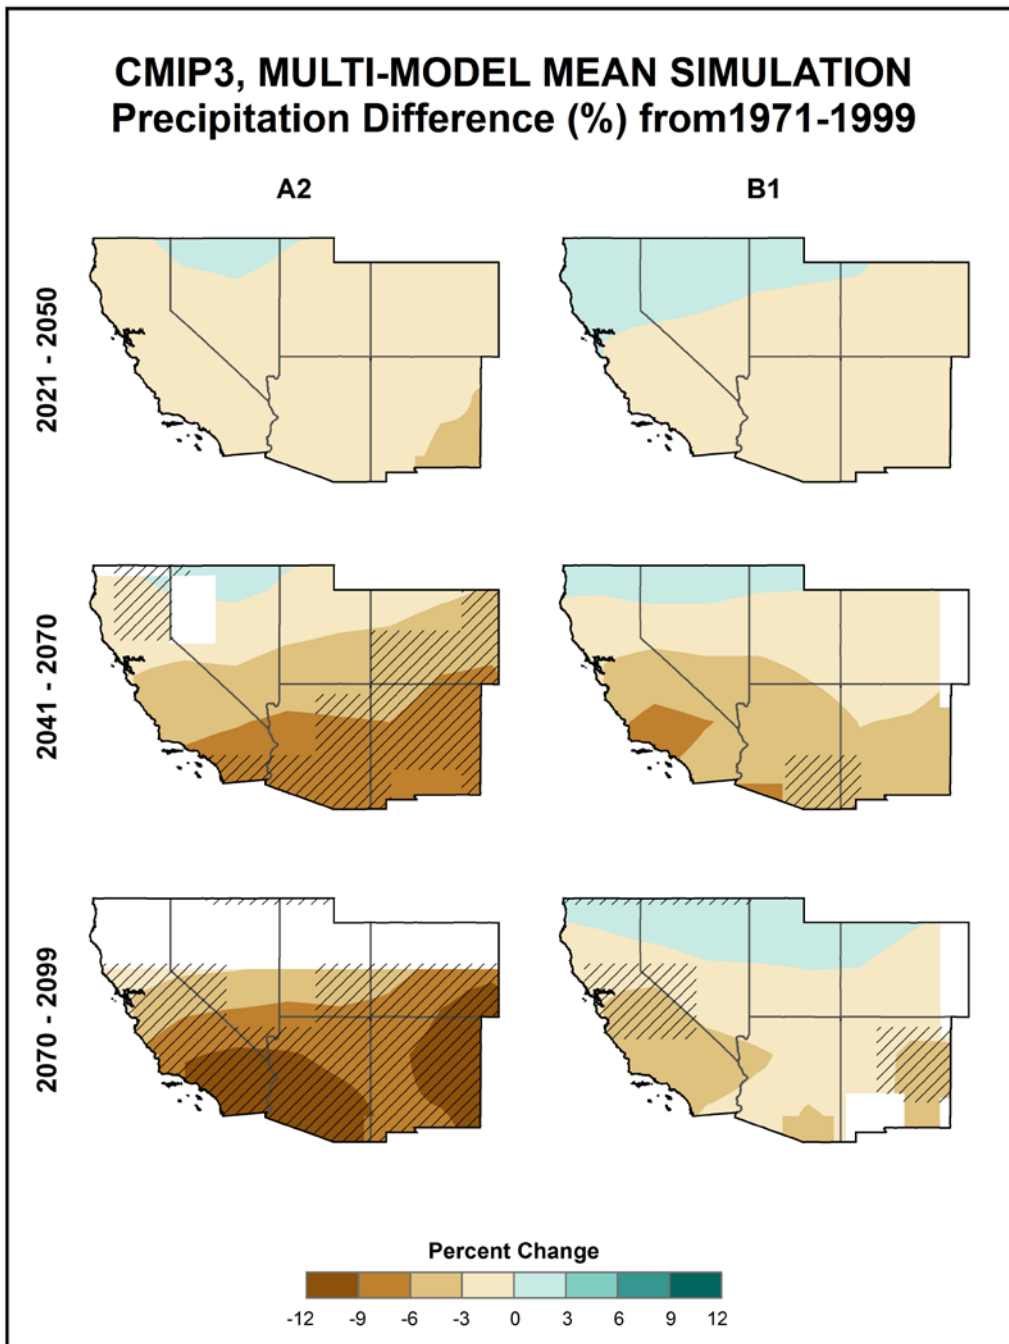 CMIP3, MULTI-MODEL MEAN SIMULATION
Precipitation Difference (%) from1971-1999
A2 B1
2021 - 2050
2041 - 2070
2070 - 2099
Percent Change
-12 -9 -6 -3 0 3 6 9 12